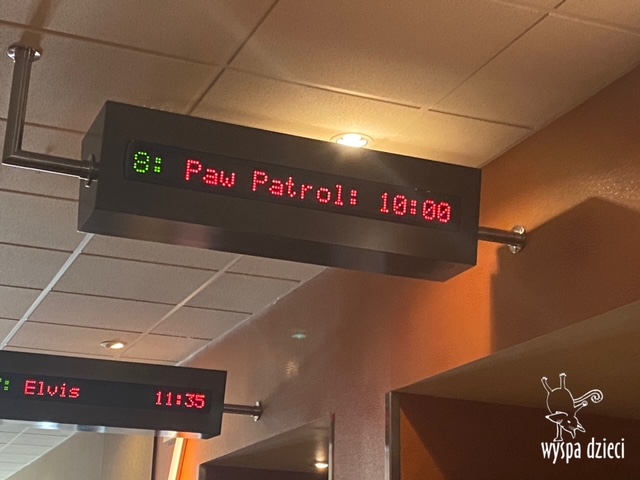 8: Paw Patrol: 10:00
Elvis 11:35
wyspa dzieci